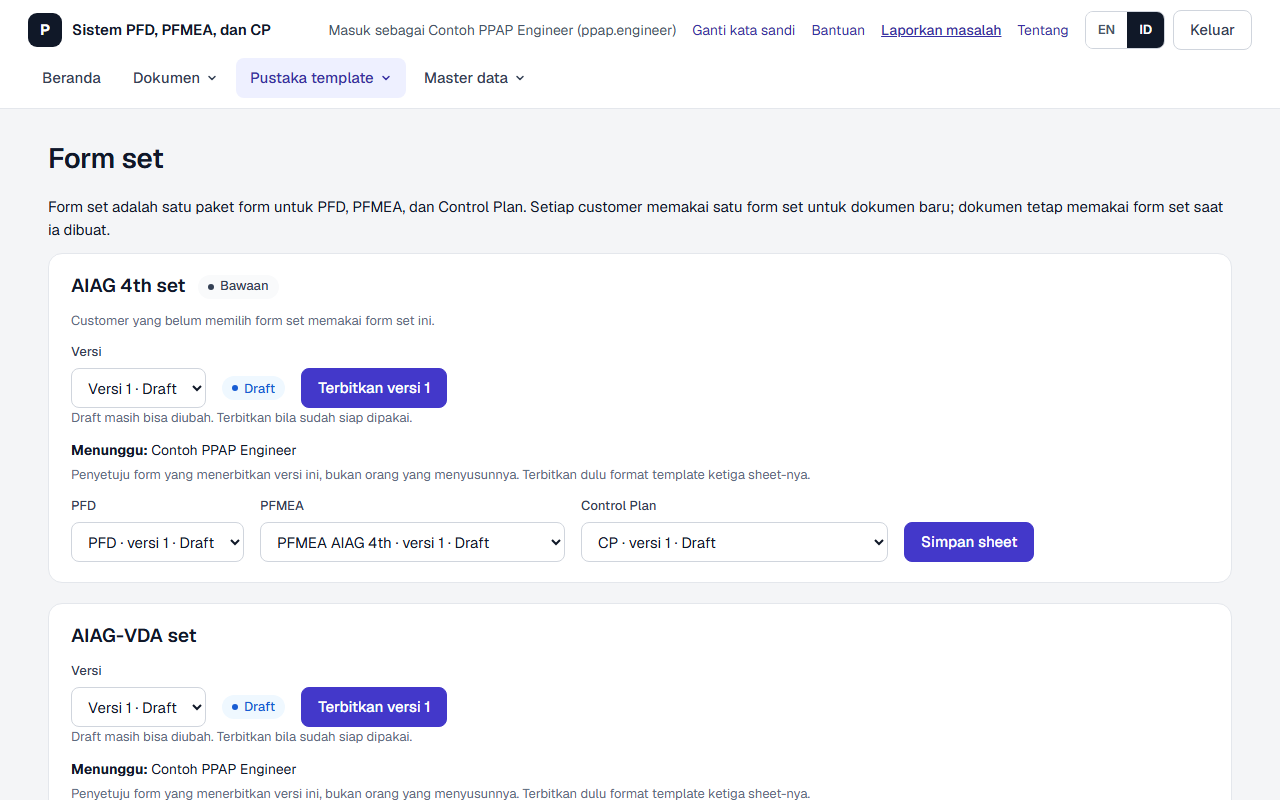 P Sistem PFD, PFMEA, dan CP Masuk sebagai Contoh PPAP Engineer (ppap.engineer) Ganti kata sandi Bantuan Laporkan masalah Tentang EN ID Keluar
Beranda Dokumen Pustaka template Master data
Form set
Form set adalah satu paket form untuk PFD, PFMEA, dan Control Plan. Setiap customer memakai satu form set untuk dokumen baru; dokumen tetap memakai form set saat
ia dibuat.
AIAG 4th set Bawaan
Customer yang belum memilih form set memakai form set ini.
Versi
Versi 1 · Draft Draft Terbitkan versi 1
Draft masih bisa diubah. Terbitkan bila sudah siap dipakai.
Menunggu: Contoh PPAP Engineer
Penyetuju form yang menerbitkan versi ini, bukan orang yang menyusunnya. Terbitkan dulu format template ketiga sheet-nya.
PFD PFMEA Control Plan
PFD · versi 1 · Draft PFMEA AIAG 4th · versi 1 · Draft CP · versi 1 · Draft Simpan sheet
AIAG-VDA set
Versi
Versi 1 · Draft Draft Terbitkan versi 1
Draft masih bisa diubah. Terbitkan bila sudah siap dipakai.
Menunggu: Contoh PPAP Engineer
Penyetuju form yang menerbitkan versi ini, bukan orang yang menyusunnya. Terbitkan dulu format template ketiga sheet-nya.